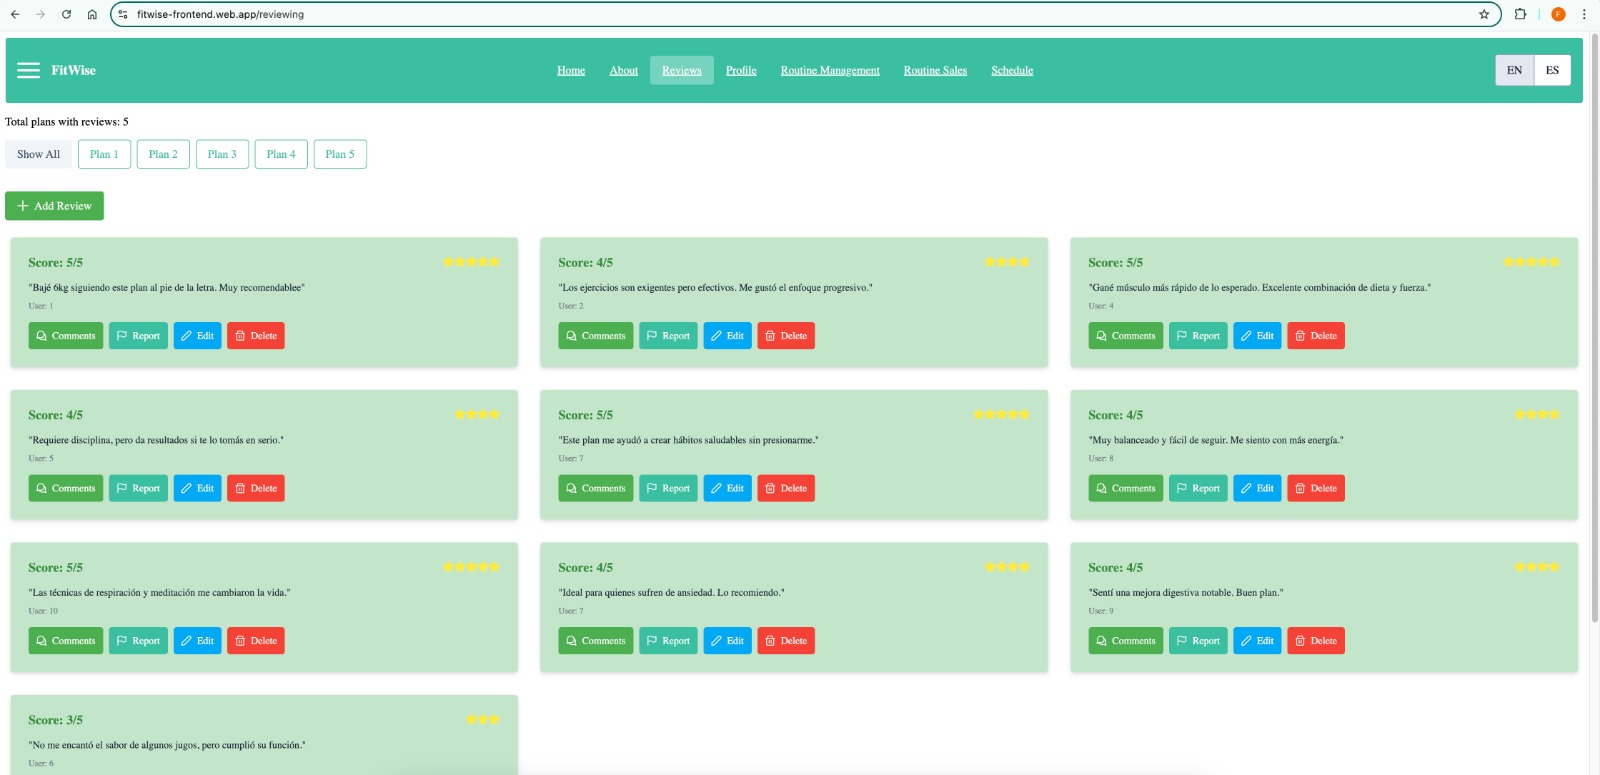 fitwise-frontend.web.app/reviewing
F
FitWise
Home About Reviews Profile Routine Management Routine Sales Schedule
EN ES
Total plans with reviews: 5
Show All Plan 1 Plan 2 Plan 3 Plan 4 Plan 5
+ Add Review
Score: 5/5
"Bajé 6kg siguiendo este plan al pie de la letra. Muy recomendablee"
User: 1
Comments Report Edit Delete
Score: 4/5
"Los ejercicios son exigentes pero efectivos. Me gustó el enfoque progresivo."
User: 2
Comments Report Edit Delete
Score: 5/5
"Gané músculo más rápido de lo esperado. Excelente combinación de dieta y fuerza."
User: 4
Comments Report Edit Delete
Score: 4/5
"Requiere disciplina, pero da resultados si te lo tomás en serio."
User: 5
Comments Report Edit Delete
Score: 5/5
"Este plan me ayudó a crear hábitos saludables sin presionarme."
User: 7
Comments Report Edit Delete
Score: 4/5
"Muy balanceado y fácil de seguir. Me siento con más energía."
User: 8
Comments Report Edit Delete
Score: 5/5
"Las técnicas de respiración y meditación me cambiaron la vida."
User: 10
Comments Report Edit Delete
Score: 4/5
"Ideal para quienes sufren de ansiedad. Lo recomiendo."
User: 7
Comments Report Edit Delete
Score: 4/5
"Sentí una mejora digestiva notable. Buen plan."
User: 9
Comments Report Edit Delete
Score: 3/5
"No me encantó el sabor de algunos jugos, pero cumplió su función."
User: 6